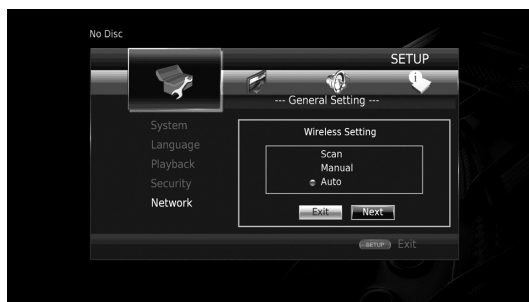 No Disc
SETUP
--- General Setting ---
System
Language
Playback
Security
Network
Wireless Setting
Scan
Manual
Auto
Exit
Next
SETUP Exit